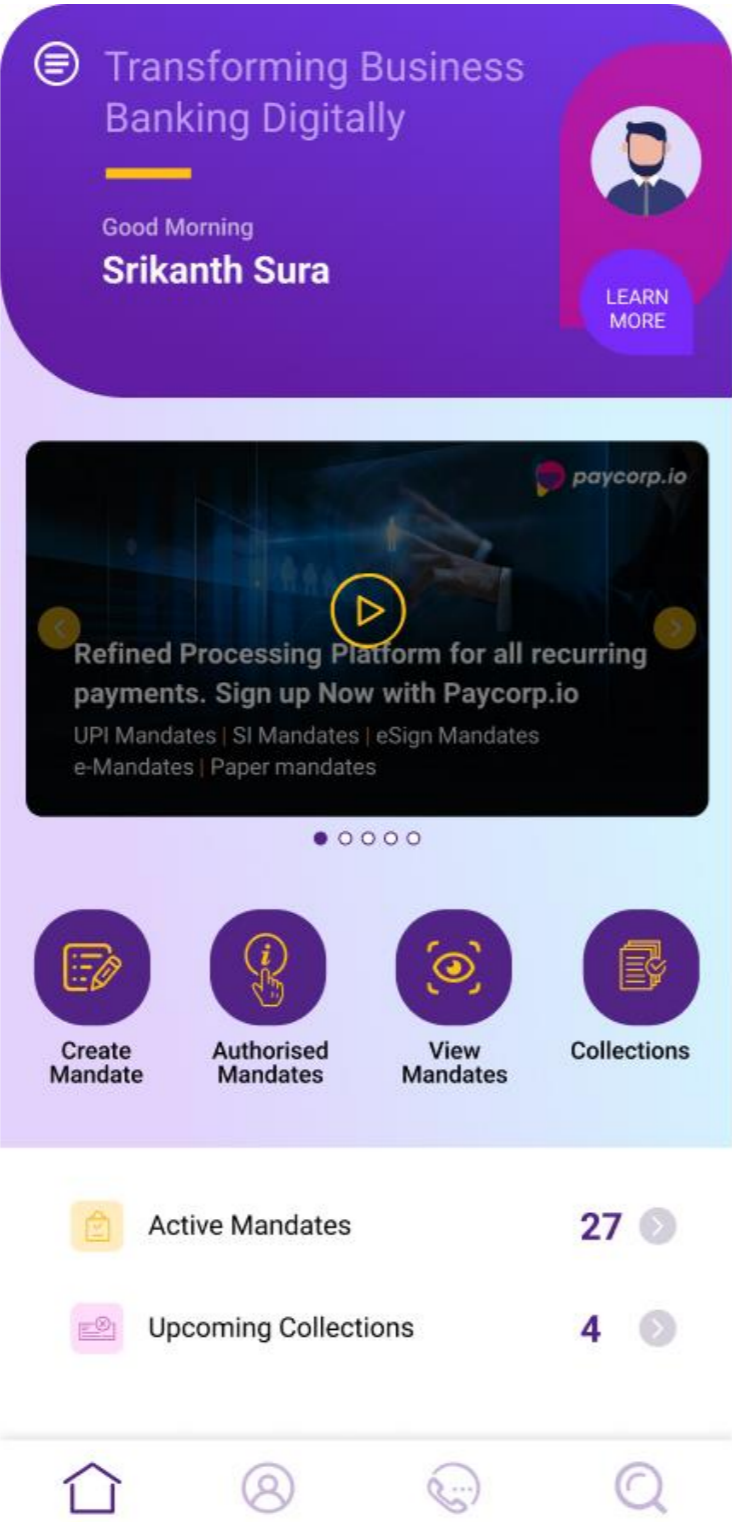 Transforming Business
Banking Digitally
Good Morning
Srikanth Sura
LEARN
MORE
paycorp.io
Refined Processing Platform for all recurring
payments. Sign up Now with Paycorp.io
UPI Mandates | SI Mandates | eSign Mandates
e-Mandates | Paper mandates
Create
Mandate
Authorised
Mandates
View
Mandates
Collections
Active Mandates 27
Upcoming Collections 4